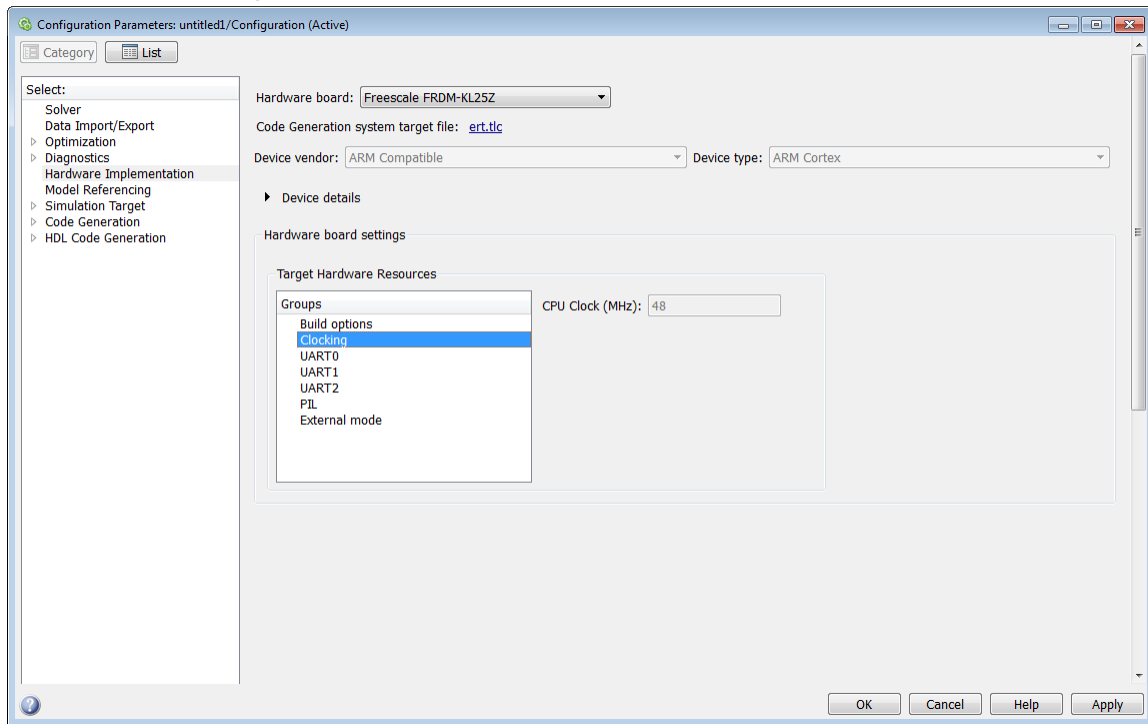 Configuration Parameters: untitled1/Configuration (Active)
Category List
Select:
Solver
Data Import/Export
Optimization
Diagnostics
Hardware Implementation
Model Referencing
Simulation Target
Code Generation
HDL Code Generation
Hardware board: Freescale FRDM-KL25Z
Code Generation system target file: ert.tlc
Device vendor: ARM Compatible Device type: ARM Cortex
Device details
Hardware board settings
Target Hardware Resources
Groups
Build options
Clocking
UART0
UART1
UART2
PIL
External mode
CPU Clock (MHz): 48
OK Cancel Help Apply